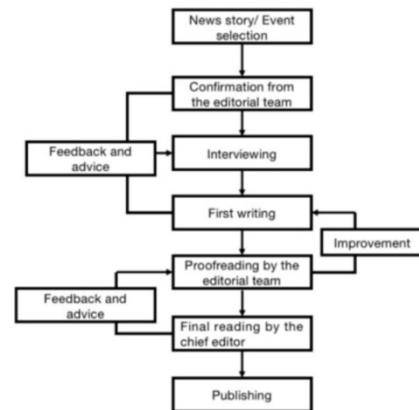 News story/ Event
selection
Confirmation from
the editorial team
Feedback and
advice
Interviewing
First writing
Improvement
Proofreading by the
editorial team
Feedback and
advice
Final reading by the
chief editor
Publishing